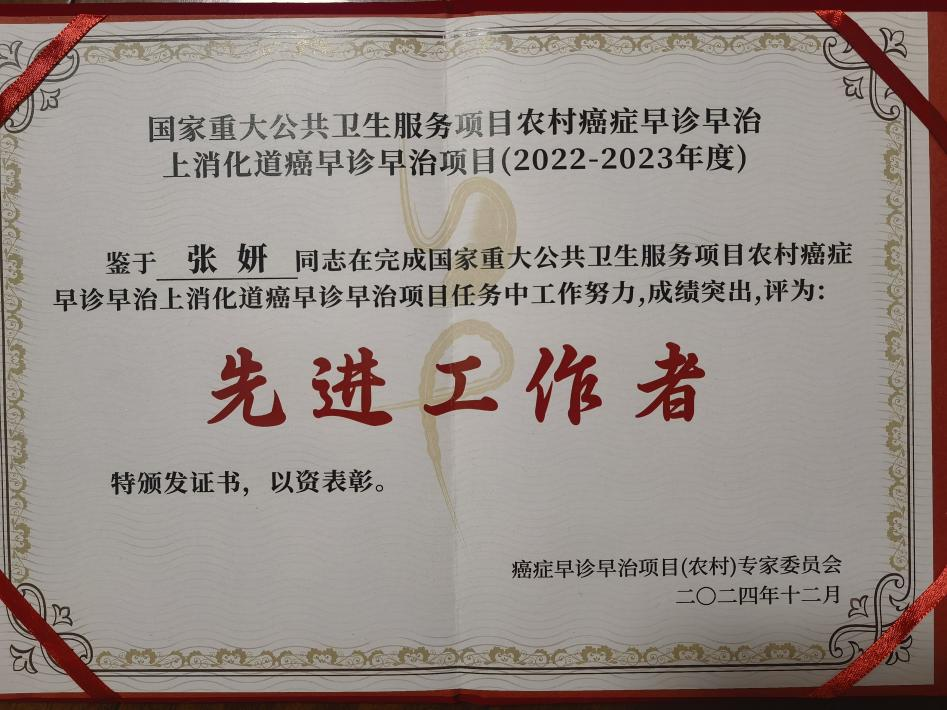 国家重大公共卫生服务项目农村癌症早诊早治
上消化道癌早诊早治项目(2022-2023年度)
鉴于 张 妍 同志在完成国家重大公共卫生服务项目农村癌症
早诊早治上消化道癌早诊早治项目任务中工作努力,成绩突出,评为:
先进工作者
特颁发证书，以资表彰。
癌症早诊早治项目(农村)专家委员会
二〇二四年十二月